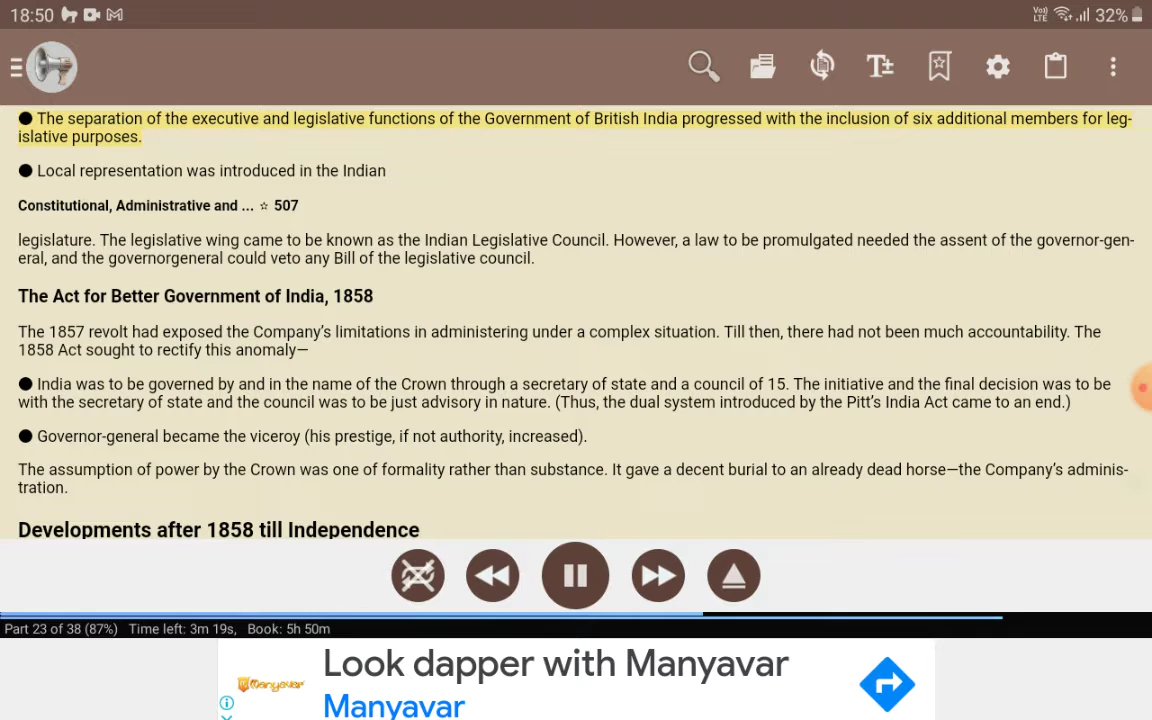 18:50
Vo)) LTE 32%
T±
● The separation of the executive and legislative functions of the Government of British India progressed with the inclusion of six additional members for leg-
islative purposes.
● Local representation was introduced in the Indian
Constitutional, Administrative and ... ☆ 507
legislature. The legislative wing came to be known as the Indian Legislative Council. However, a law to be promulgated needed the assent of the governor-gen-
eral, and the governorgeneral could veto any Bill of the legislative council.
The Act for Better Government of India, 1858
The 1857 revolt had exposed the Company’s limitations in administering under a complex situation. Till then, there had not been much accountability. The
1858 Act sought to rectify this anomaly—
● India was to be governed by and in the name of the Crown through a secretary of state and a council of 15. The initiative and the final decision was to be
with the secretary of state and the council was to be just advisory in nature. (Thus, the dual system introduced by the Pitt’s India Act came to an end.)
● Governor-general became the viceroy (his prestige, if not authority, increased).
The assumption of power by the Crown was one of formality rather than substance. It gave a decent burial to an already dead horse—the Company’s adminis-
tration.
Developments after 1858 till Independence
Part 23 of 38 (87%) Time left: 3m 19s, Book: 5h 50m
Look dapper with Manyavar
Manyavar
Manyavar